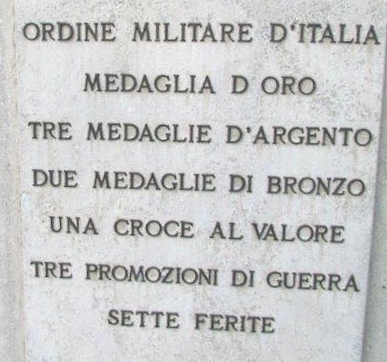 ORDINE MILITARE D'ITALIA
MEDAGLIA D ORO
TRE MEDAGLIE D'ARGENTO
DUE MEDAGLIE DI BRONZO
UNA CROCE AL VALORE
TRE PROMOZIONI DI GUERRA
SETTE FERITE